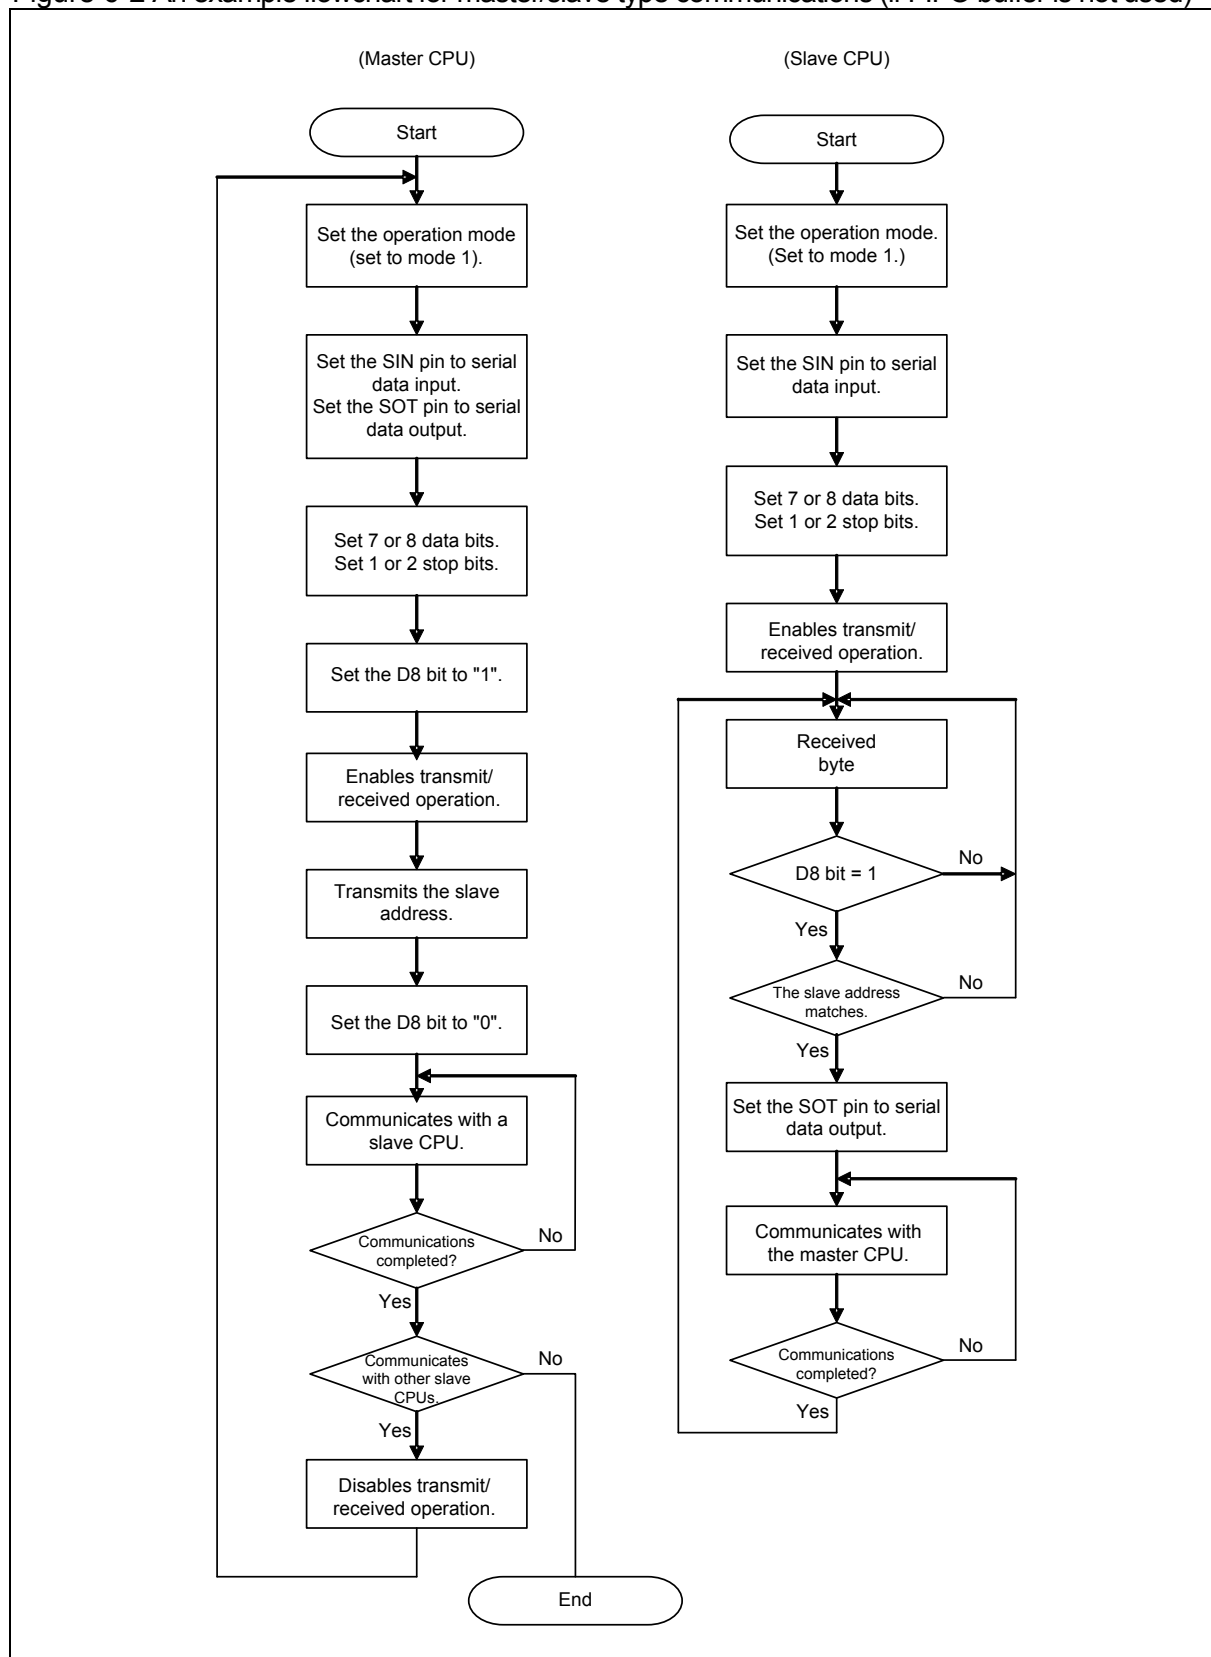 Figure 6-2 An example flowchart for master/slave type communications (if FIFO buffer is not used)
(Master CPU)
Start
Set the operation mode
(set to mode 1).
Set the SIN pin to serial
data input.
Set the SOT pin to serial
data output.
Set 7 or 8 data bits.
Set 1 or 2 stop bits.
Set the D8 bit to "1".
Enables transmit/
received operation.
Transmits the slave
address.
Set the D8 bit to "0".
Communicates with a
slave CPU.
Communications
completed?
No
Yes
Communicates
with other slave
CPUs.
No
Yes
Disables transmit/
received operation.
End
(Slave CPU)
Start
Set the operation mode.
(Set to mode 1.)
Set the SIN pin to serial
data input.
Set 7 or 8 data bits.
Set 1 or 2 stop bits.
Enables transmit/
received operation.
Received
byte
D8 bit = 1
No
Yes
The slave address
matches.
No
Yes
Set the SOT pin to serial
data output.
Communicates with
the master CPU.
Communications
completed?
No
Yes